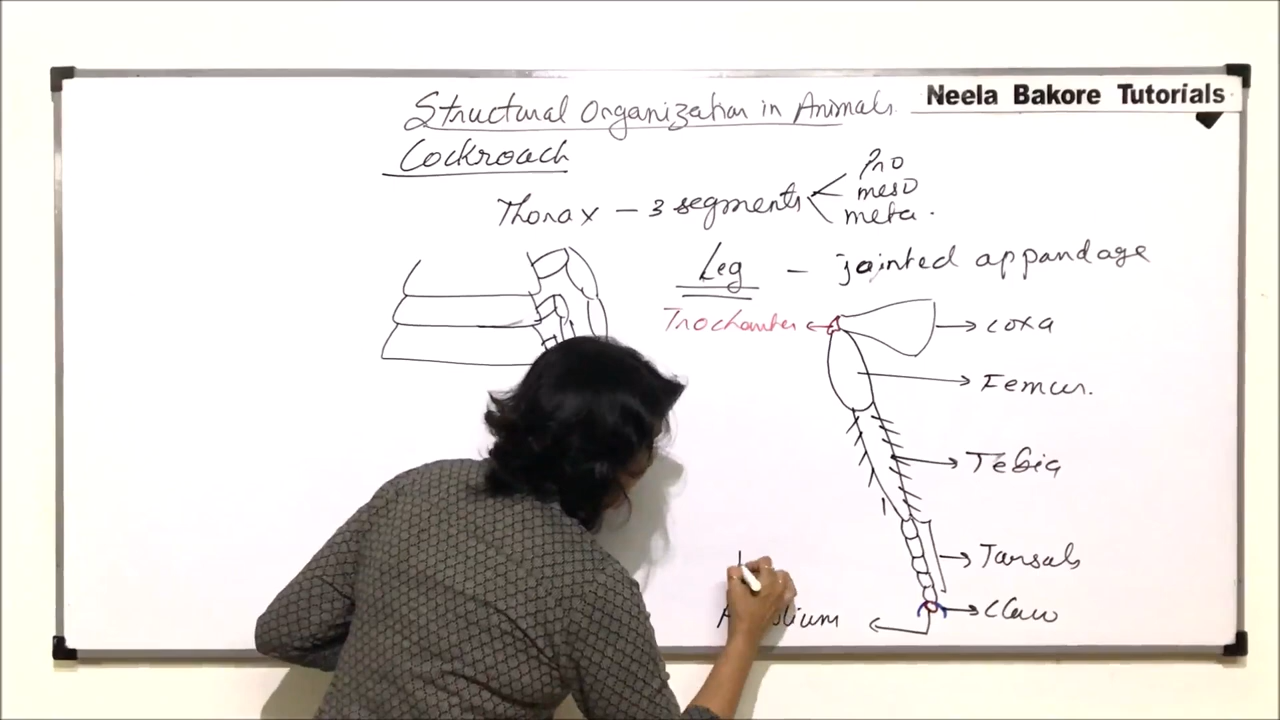 Neela Bakore Tutorials
Structural Organization in Animals
Cockroach
Thorax – 3 segments
Pro
meso
meta.
Leg – jointed appandage
Trochanter
coxa
Femur.
Tebia
Tarsals
Claw